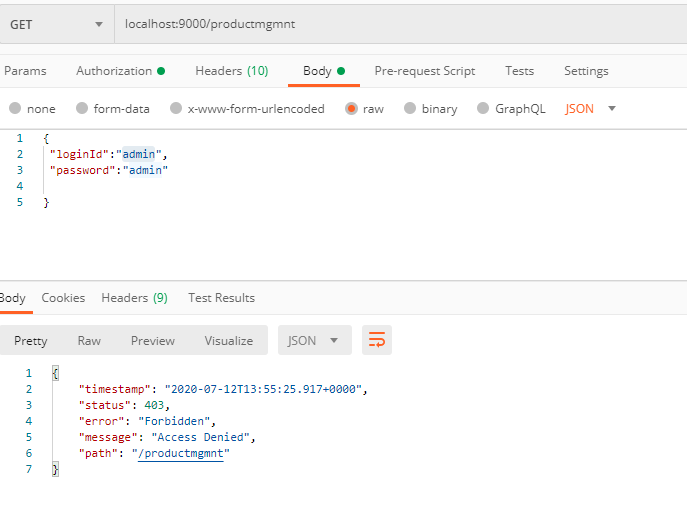 GET localhost:9000/productmgmnt
Params Authorization Headers (10) Body Pre-request Script Tests Settings
none form-data x-www-form-urlencoded raw binary GraphQL JSON
1 {
2 "loginId":"admin",
3 "password":"admin"
4
5 }
Body Cookies Headers (9) Test Results
Pretty Raw Preview Visualize JSON
1 {
2 "timestamp": "2020-07-12T13:55:25.917+0000",
3 "status": 403,
4 "error": "Forbidden",
5 "message": "Access Denied",
6 "path": "/productmgmnt"
7 }